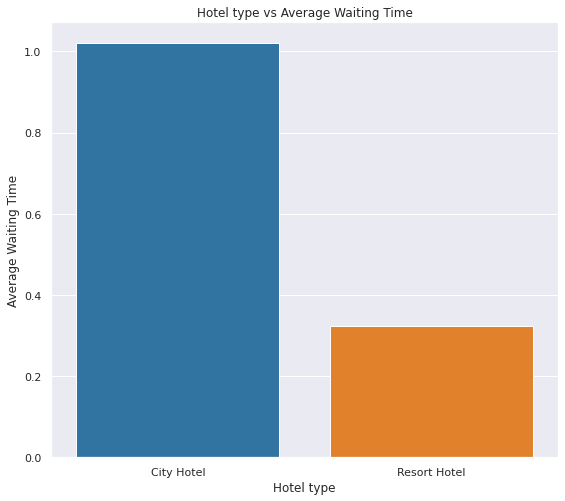 Hotel type vs Average Waiting Time
Average Waiting Time
1.0
0.8
0.6
0.4
0.2
0.0
City Hotel
Resort Hotel
Hotel type